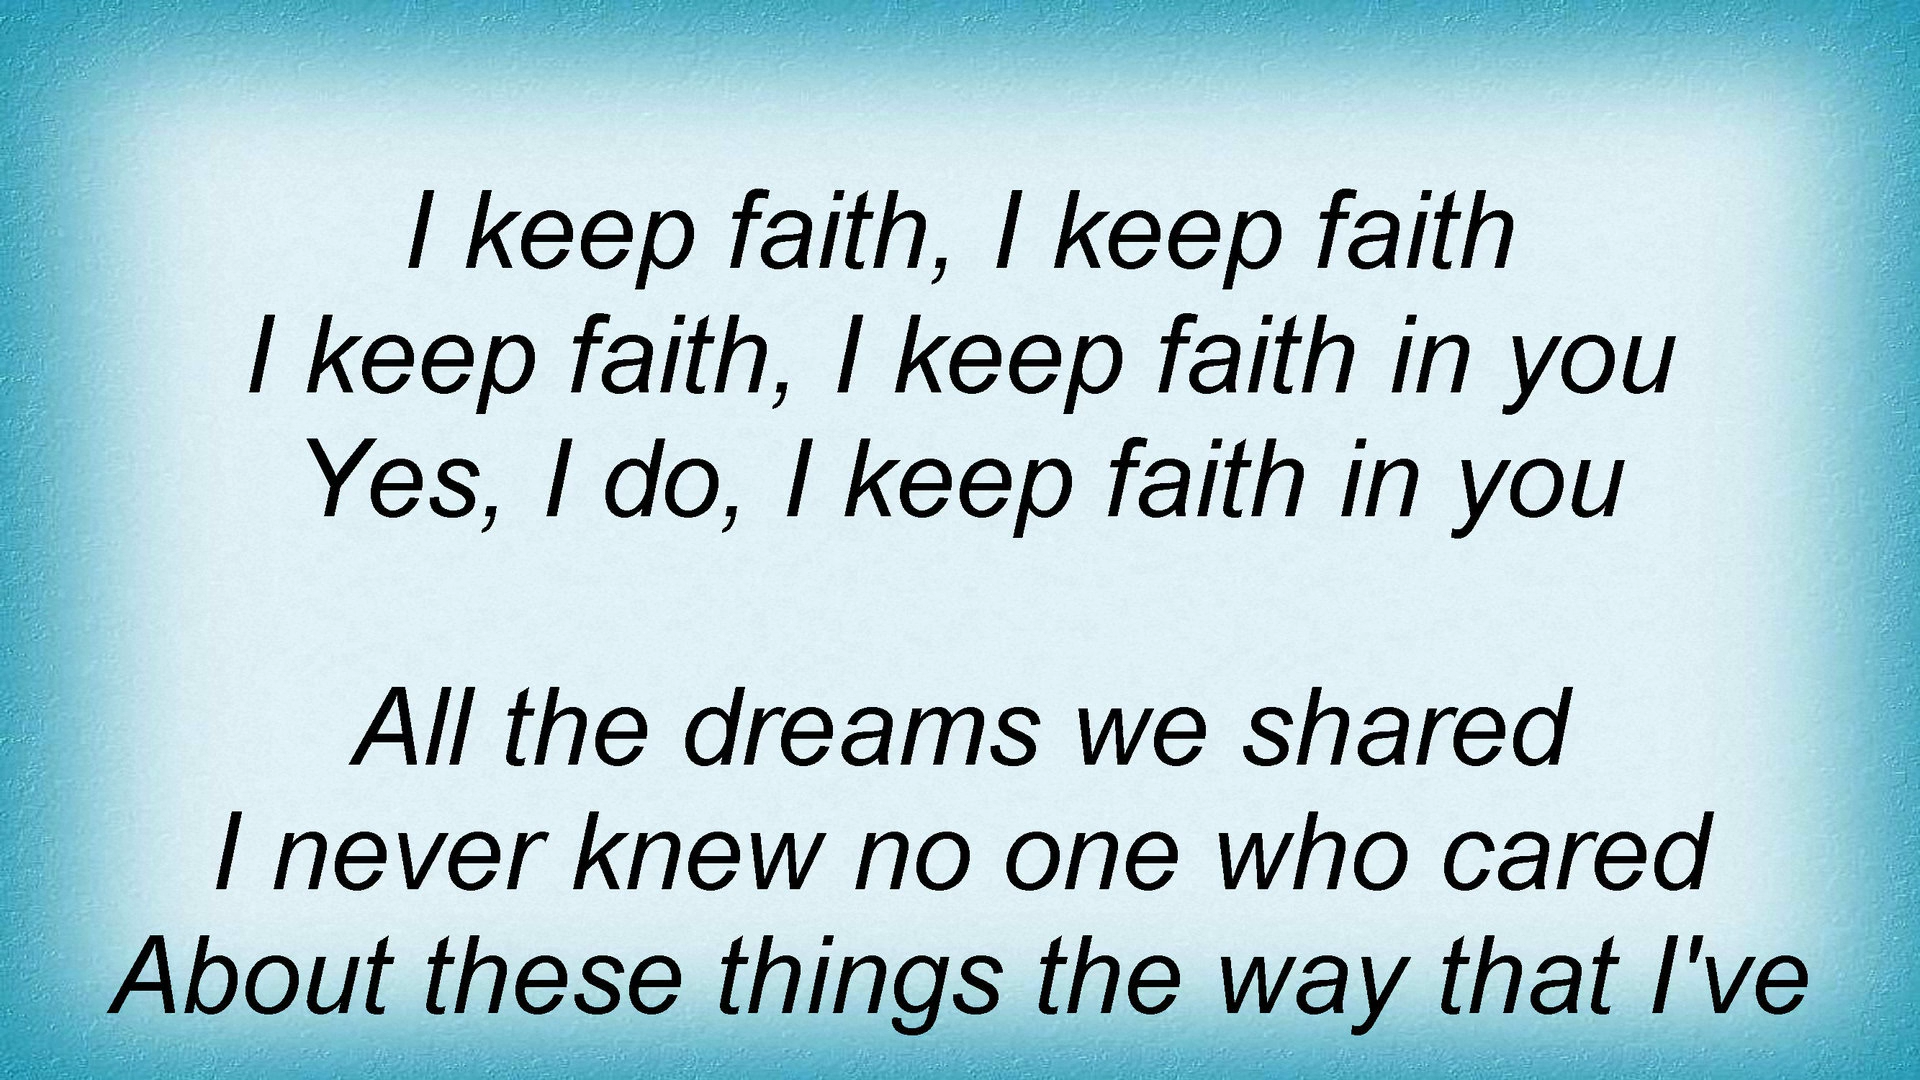 I keep faith, I keep faith
I keep faith, I keep faith in you
Yes, I do, I keep faith in you
All the dreams we shared
I never knew no one who cared
About these things the way that I've